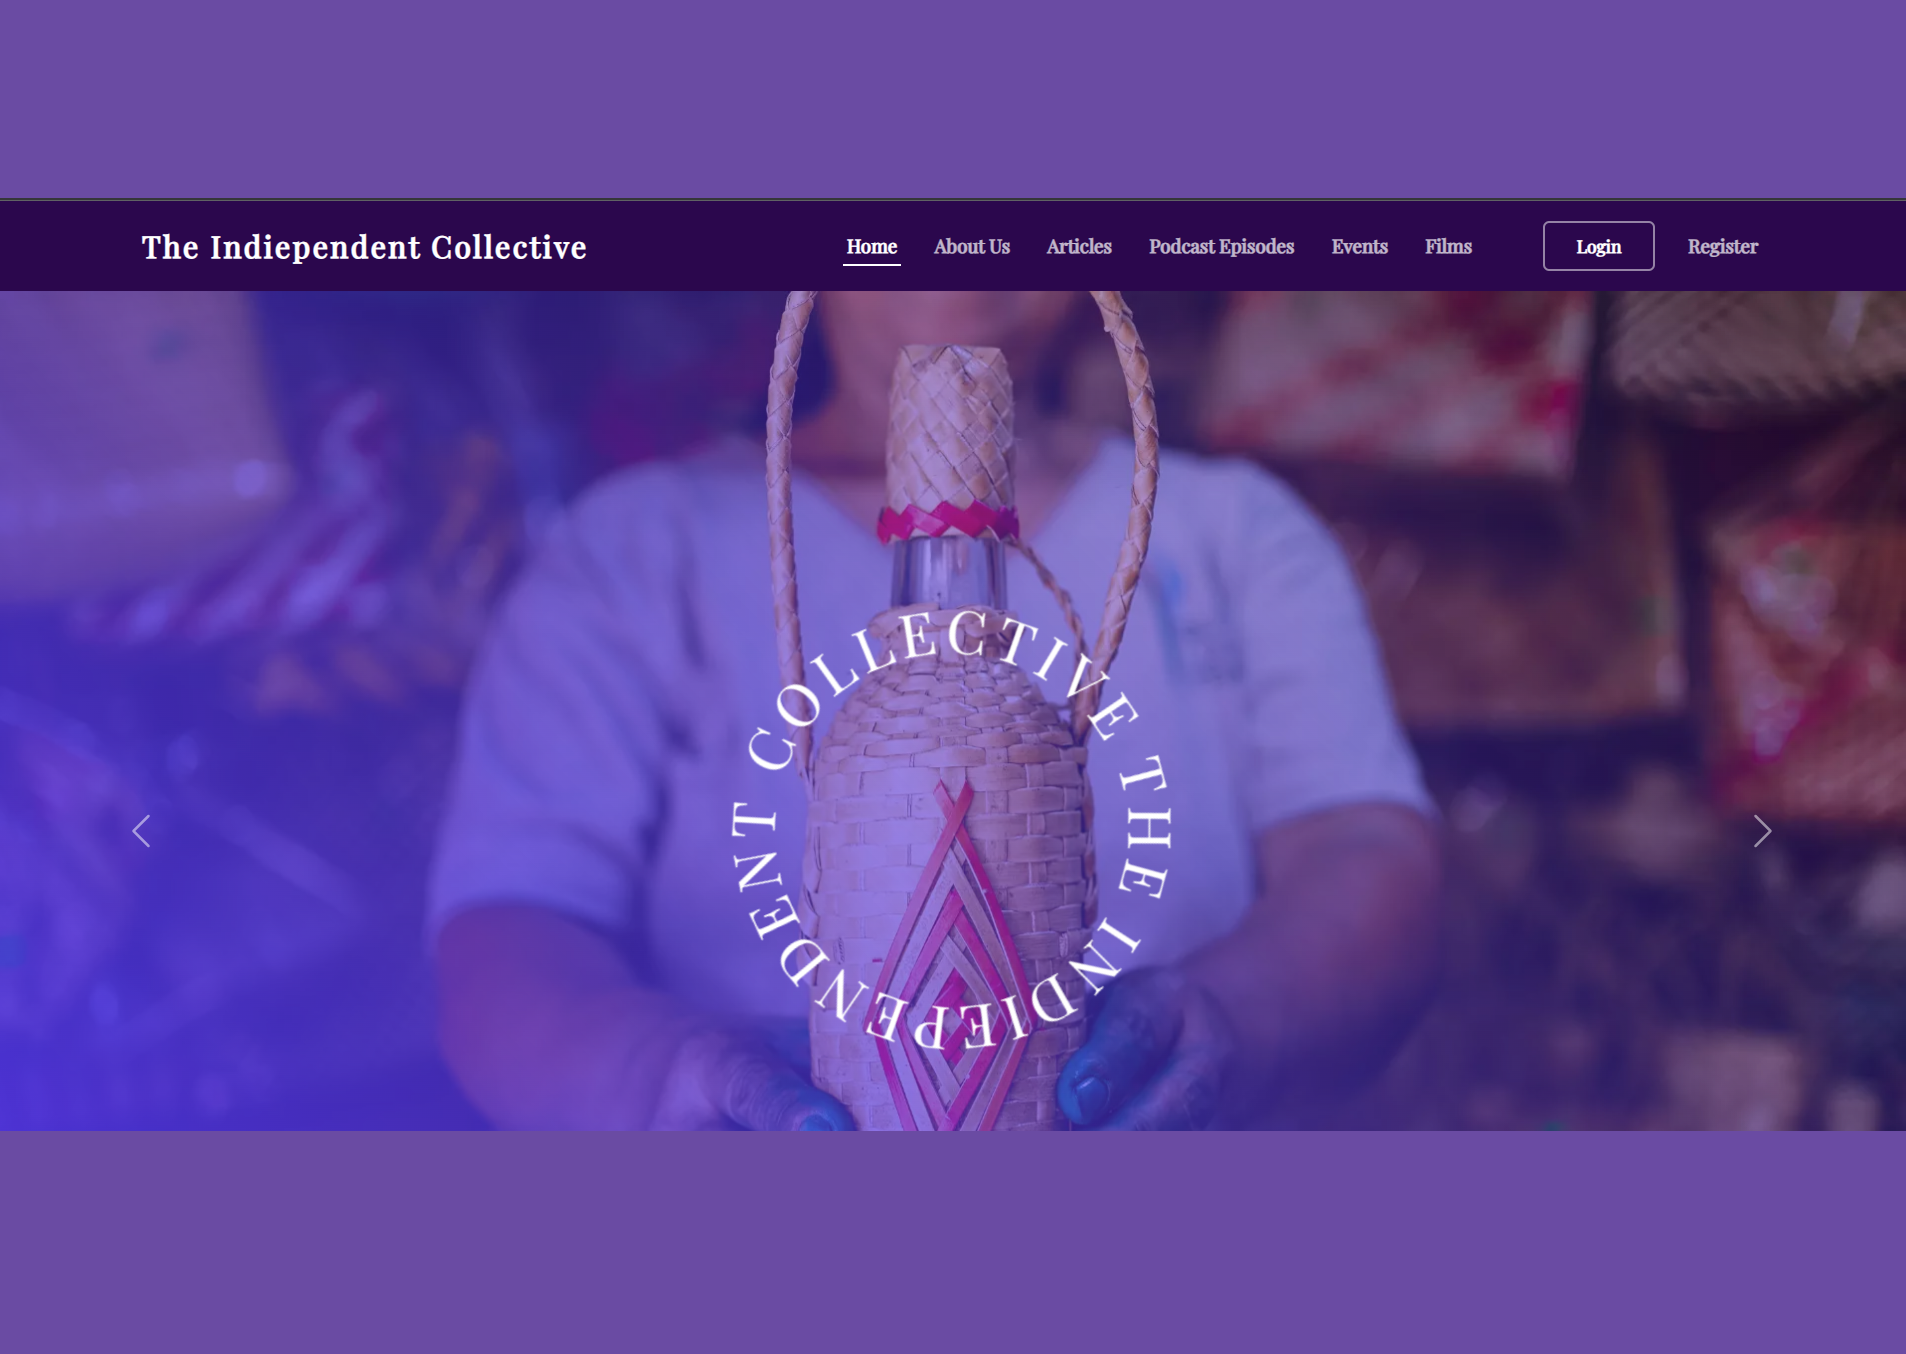 The Indiependent Collective
Home About Us Articles Podcast Episodes Events Films Login Register
THE INDIEPENDENT COLLECTIVE